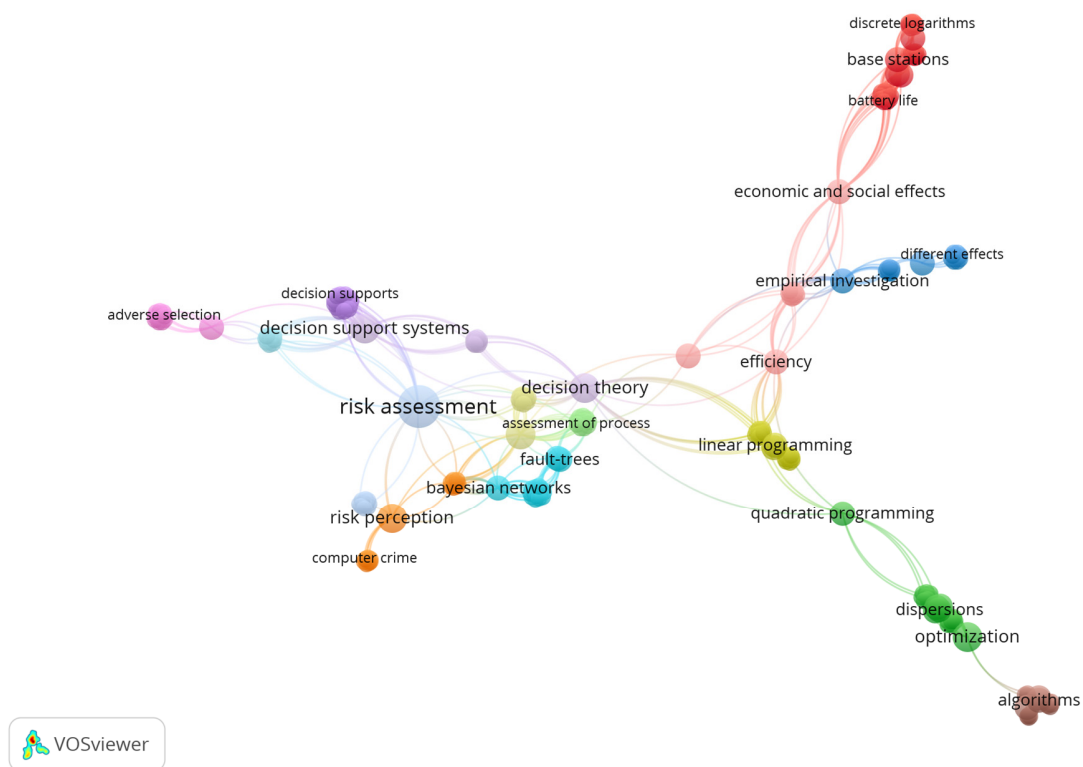 discrete logarithms
base stations
battery life
economic and social effects
different effects
empirical investigation
decision supports
adverse selection
decision support systems
efficiency
decision theory
risk assessment
assessment of process
linear programming
fault-trees
bayesian networks
quadratic programming
risk perception
computer crime
dispersions
optimization
algorithms
VOSviewer